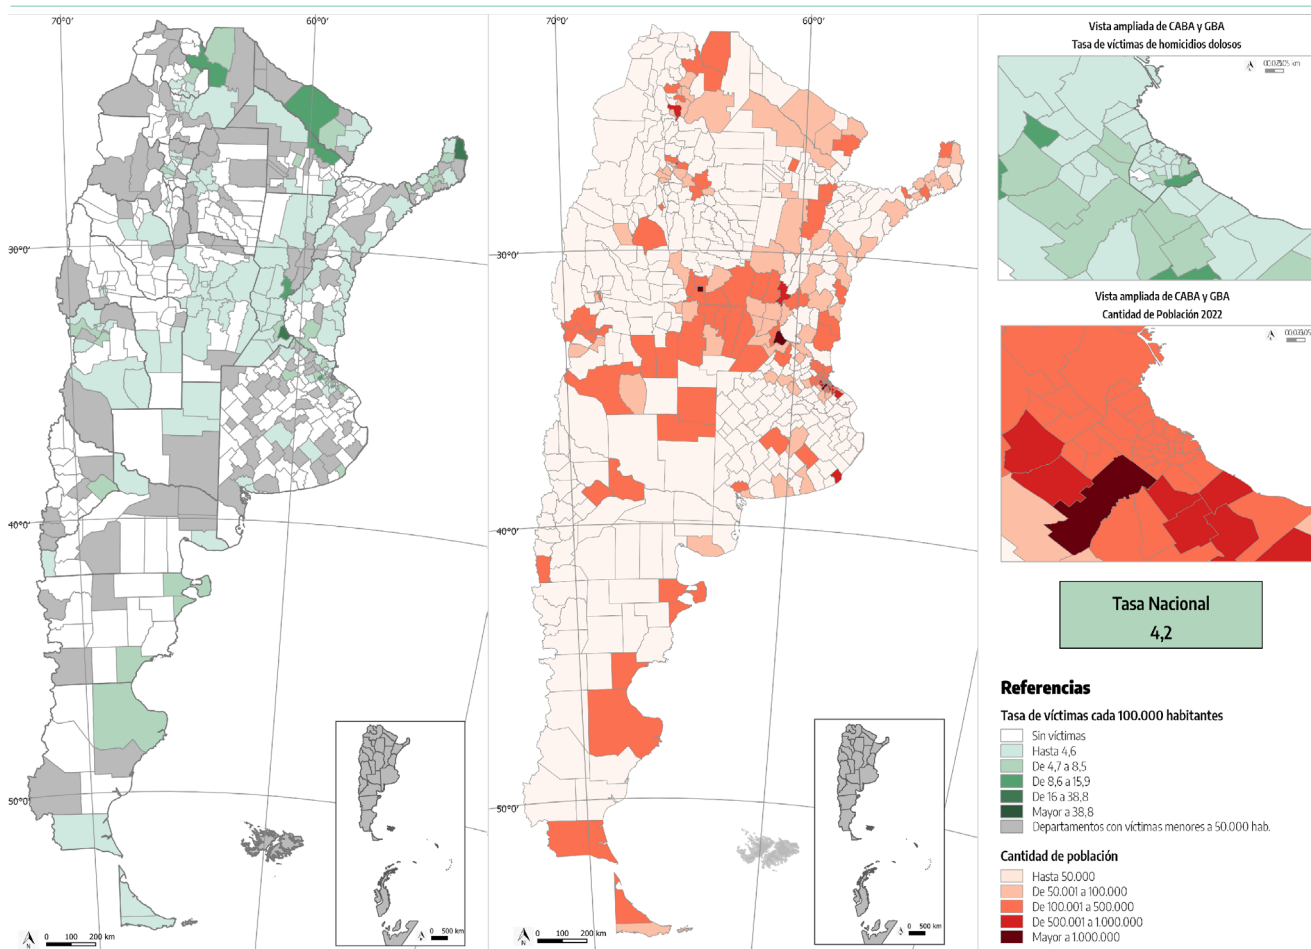 70°0'
60°0'
30°0'
40°0'
50°0'
0 100 200 km
0 500 km
N
70°0'
60°0'
30°0'
40°0'
50°0'
0 100 200 km
0 500 km
N
Vista ampliada de CABA y GBA
Tasa de víctimas de homicidios dolosos
Vista ampliada de CABA y GBA
Cantidad de Población 2022
Tasa Nacional
4,2
Referencias
Tasa de víctimas cada 100.000 habitantes
Sin víctimas
Hasta 4,6
De 4,7 a 8,5
De 8,6 a 15,9
De 16 a 38,8
Mayor a 38,8
Departamentos con víctimas menores a 50.000 hab.
Cantidad de población
Hasta 50.000
De 50.001 a 100.000
De 100.001 a 500.000
De 500.001 a 1.000.000
Mayor a 1.000.000